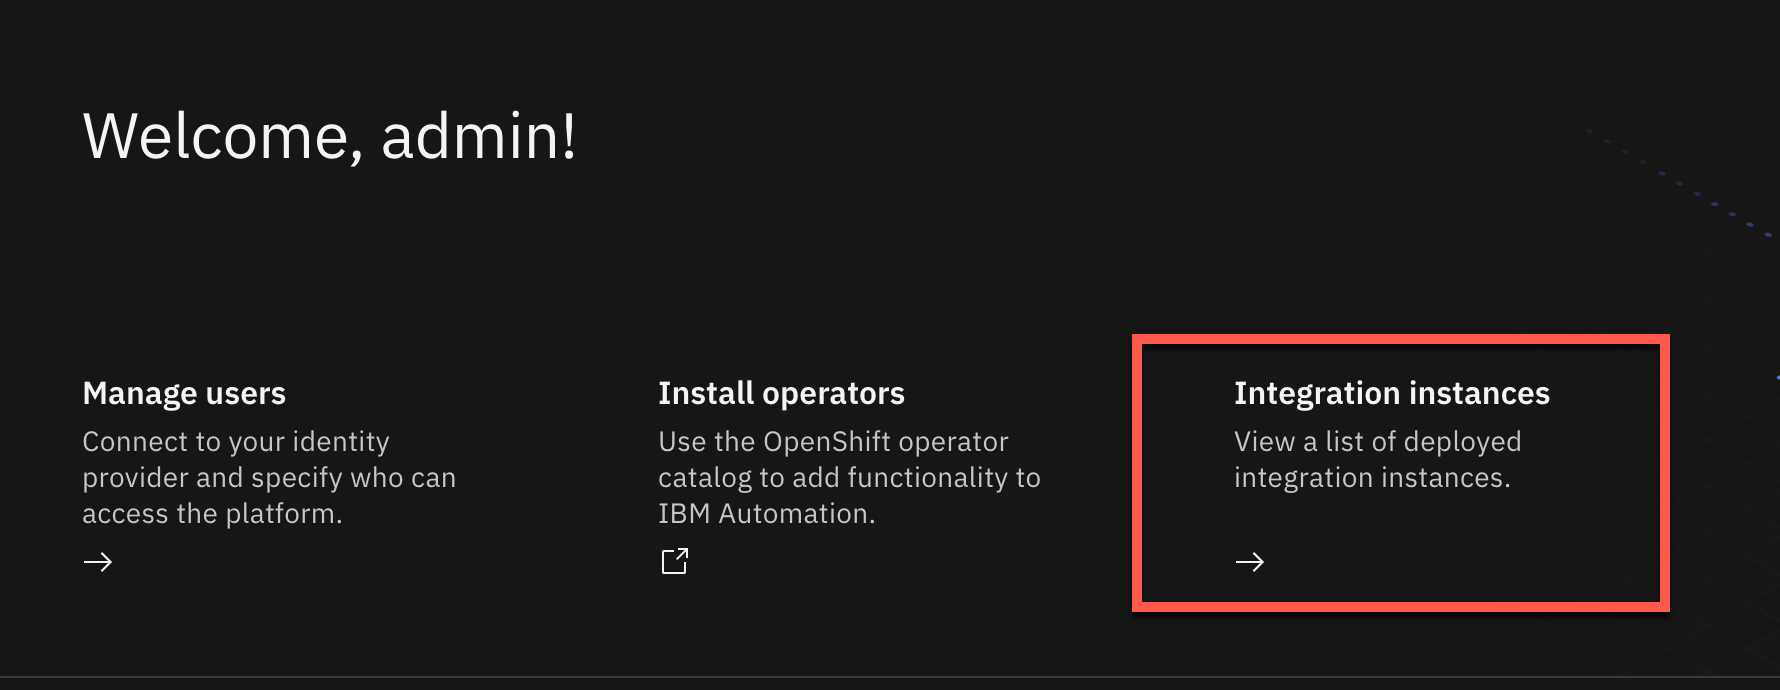 Welcome, admin!
Manage users
Connect to your identity
provider and specify who can
access the platform.
Install operators
Use the OpenShift operator
catalog to add functionality to
IBM Automation.
Integration instances
View a list of deployed
integration instances.